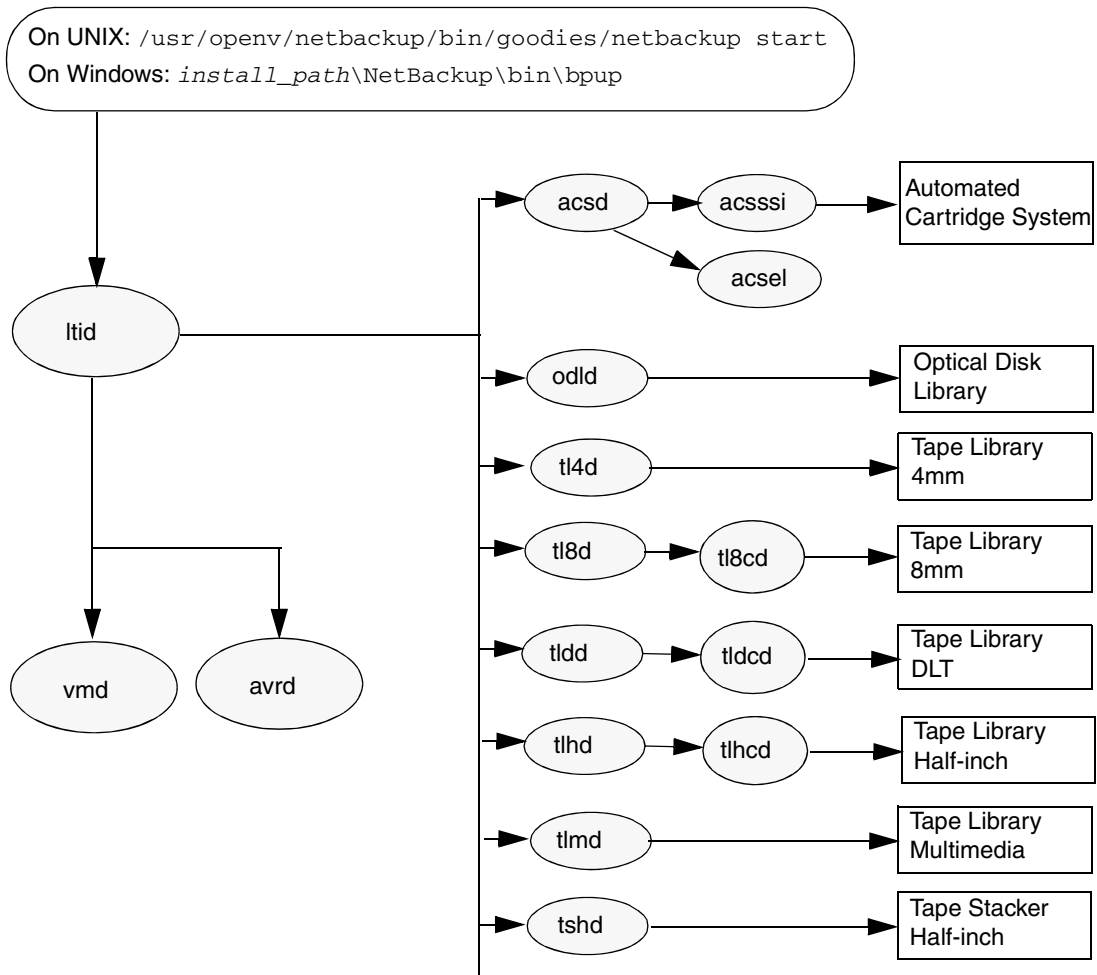 On UNIX: /usr/openv/netbackup/bin/goodies/netbackup start
On Windows: install_path\NetBackup\bin\bpup
acsd
acsssi
Automated
Cartridge System
acsel
ltid
odld
Optical Disk
Library
tl4d
Tape Library
4mm
tl8d
tl8cd
Tape Library
8mm
tldd
tldcd
Tape Library
DLT
vmd
avrd
tlhd
tlhcd
Tape Library
Half-inch
tlmd
Tape Library
Multimedia
tshd
Tape Stacker
Half-inch